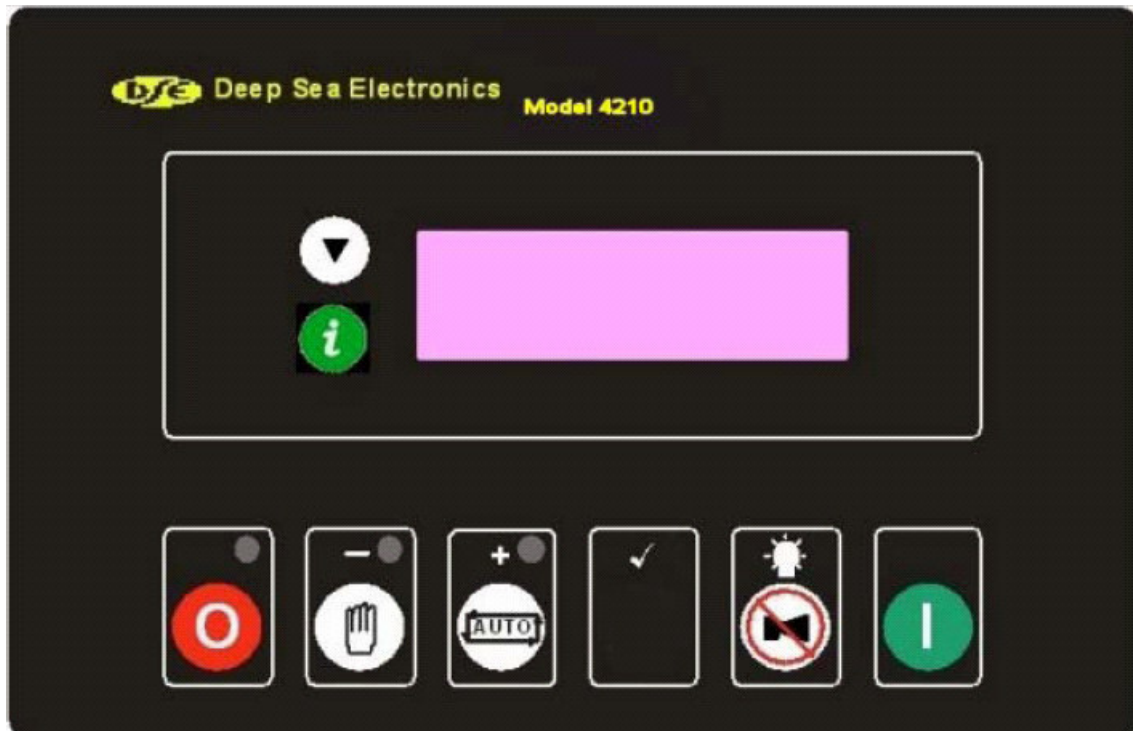 DSE Deep Sea Electronics
Model 4210
i
− +  ✓
O AUTO I